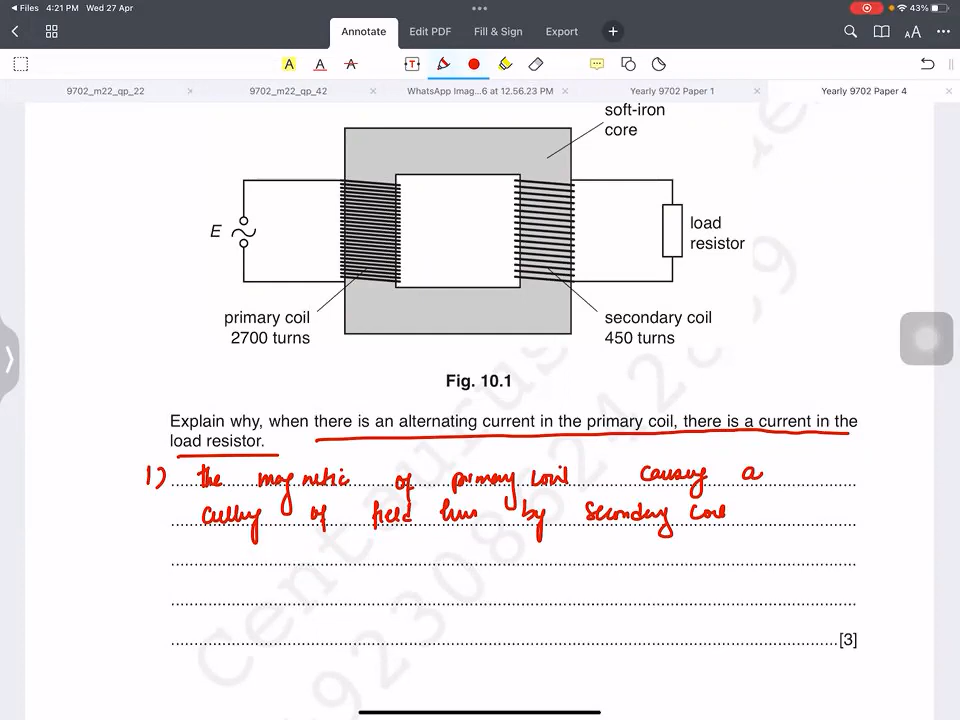 Files 4:21 PM Wed 27 Apr 43%
Annotate Edit PDF Fill & Sign Export
A A A T AA
9702_m22_qp_22 × 9702_m22_qp_42 × WhatsApp Imag...6 at 12.56.23 PM × Yearly 9702 Paper 1 × Yearly 9702 Paper 4 ×
soft-iron
core
E
load
resistor
primary coil
2700 turns
secondary coil
450 turns
Fig. 10.1
Explain why, when there is an alternating current in the primary coil, there is a current in the
load resistor.
1) the magnetic of primary coil causing a
of field by secondary
[3]